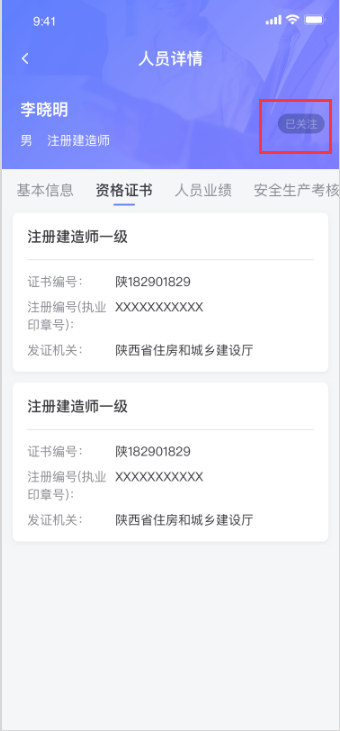 9:41
人员详情
李晓明
已关注
男 注册建造师
基本信息 资格证书 人员业绩 安全生产考核
注册建造师一级
证书编号： 陕182901829
注册编号(执业 XXXXXXXXXXX
印章号)：
发证机关： 陕西省住房和城乡建设厅
注册建造师一级
证书编号： 陕182901829
注册编号(执业 XXXXXXXXXXX
印章号)：
发证机关： 陕西省住房和城乡建设厅